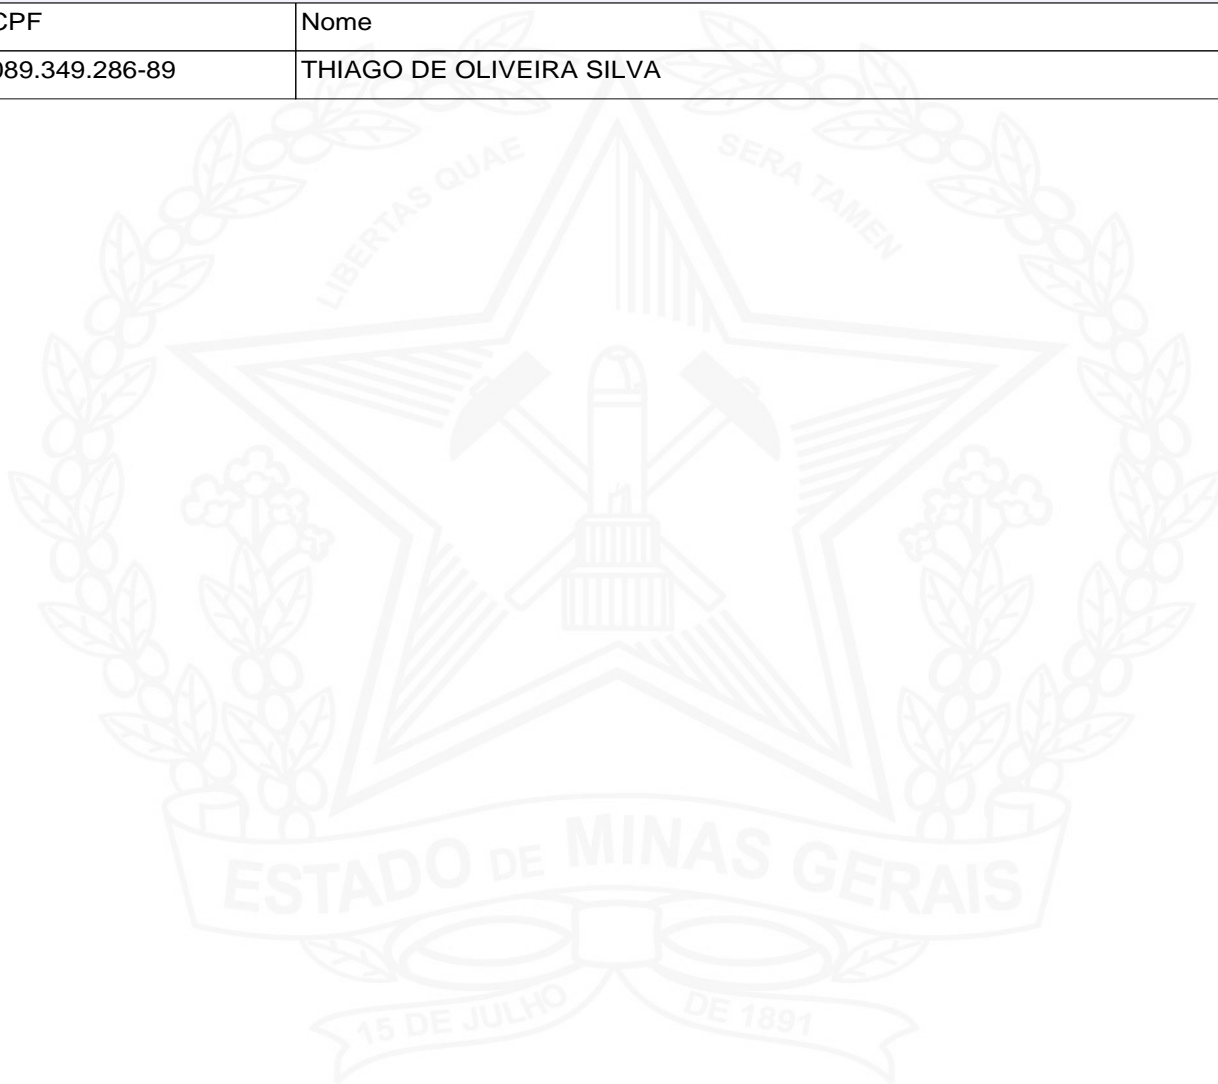 CPF Nome
089.349.286-89 THIAGO DE OLIVEIRA SILVA
LIBERTAS QUAE SERA TAMEN
ESTADO DE MINAS GERAIS
15 DE JULHO DE 1891